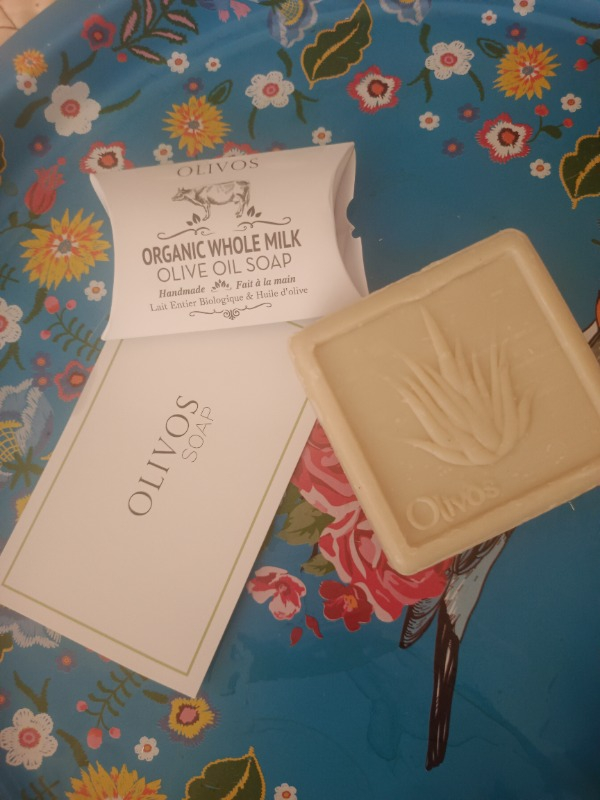 OLIVOS
ORGANIC WHOLE MILK
OLIVE OIL SOAP
Handmade Fait à la main
Lait Entier Biologique & Huile d'olive
OLIVOS
SOAP
Olivos